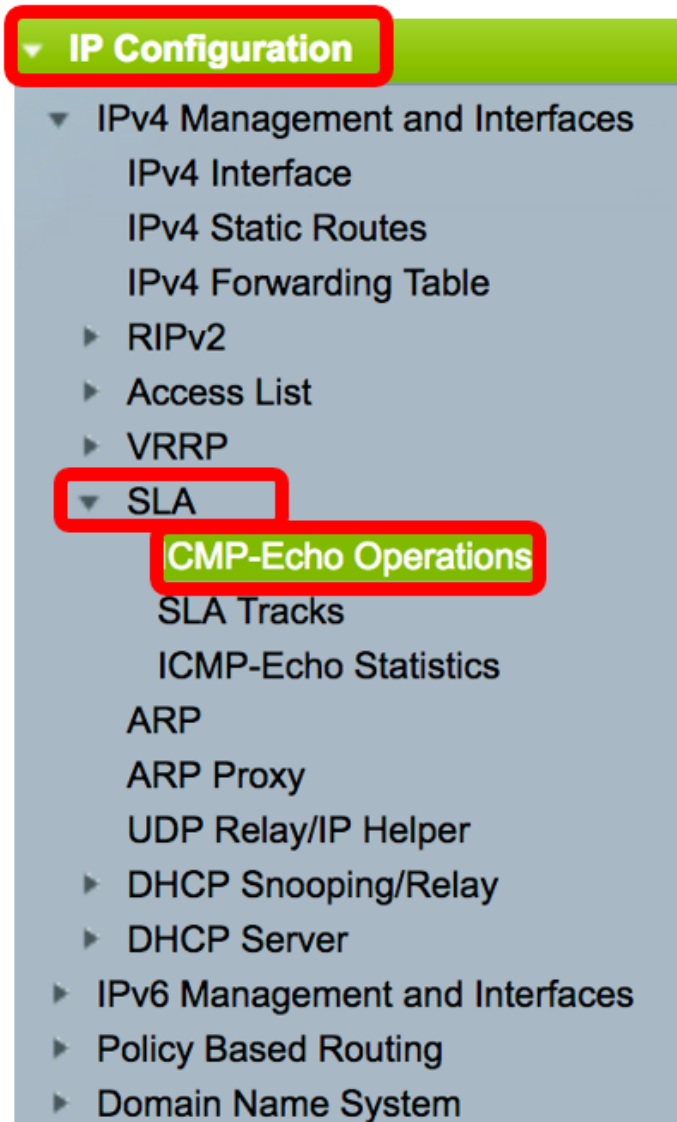 IP Configuration
IPv4 Management and Interfaces
IPv4 Interface
IPv4 Static Routes
IPv4 Forwarding Table
RIPv2
Access List
VRRP
SLA
ICMP-Echo Operations
SLA Tracks
ICMP-Echo Statistics
ARP
ARP Proxy
UDP Relay/IP Helper
DHCP Snooping/Relay
DHCP Server
IPv6 Management and Interfaces
Policy Based Routing
Domain Name System